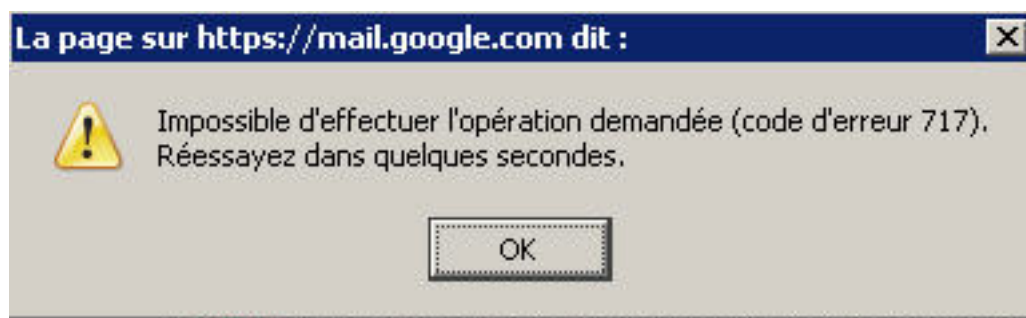 La page sur https://mail.google.com dit :
Impossible d'effectuer l'opération demandée (code d'erreur 717).
Réessayez dans quelques secondes.
OK